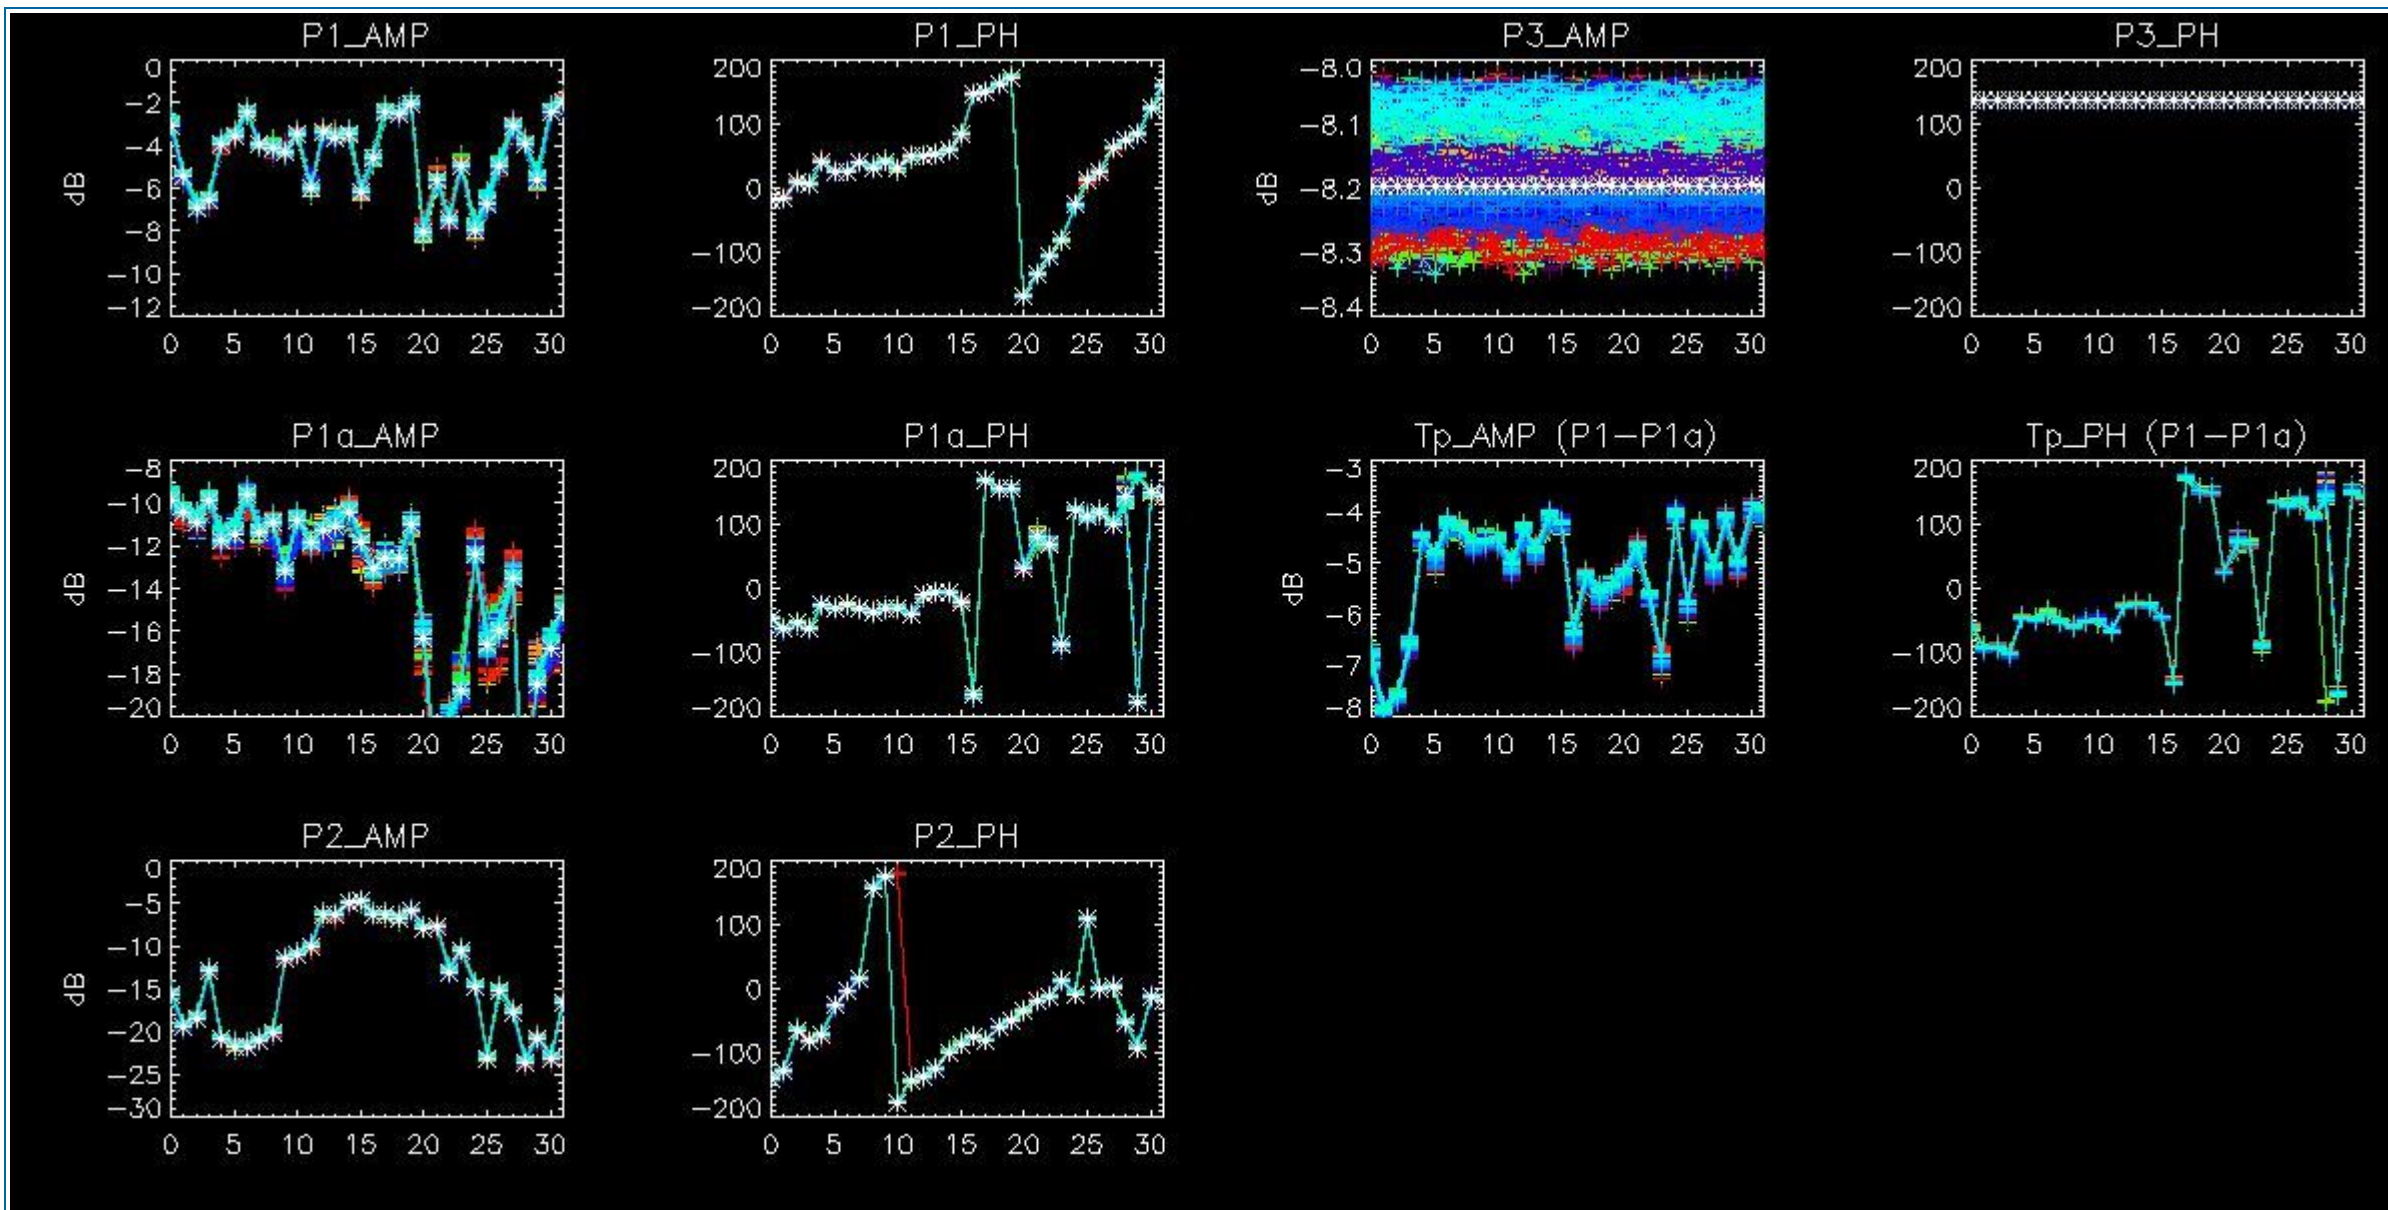 P1_AMP
0
−2
−4
−6
−8
−10
−12
dB
0 5 10 15 20 25 30
P1_PH
200
100
0
−100
−200
0 5 10 15 20 25 30
P3_AMP
−8.0
−8.1
−8.2
−8.3
−8.4
dB
0 5 10 15 20 25 30
P3_PH
200
100
0
−100
−200
0 5 10 15 20 25 30
P1a_AMP
−8
−10
−12
−14
−16
−18
−20
dB
0 5 10 15 20 25 30
P1a_PH
200
100
0
−100
−200
0 5 10 15 20 25 30
Tp_AMP (P1−P1a)
−3
−4
−5
−6
−7
−8
dB
0 5 10 15 20 25 30
Tp_PH (P1−P1a)
200
100
0
−100
−200
0 5 10 15 20 25 30
P2_AMP
0
−5
−10
−15
−20
−25
−30
dB
0 5 10 15 20 25 30
P2_PH
200
100
0
−100
−200
0 5 10 15 20 25 30